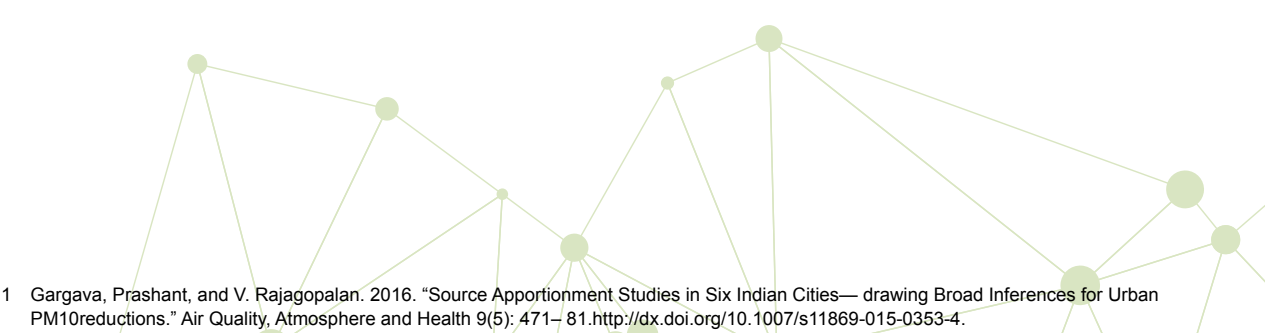 1 Gargava, Prashant, and V. Rajagopalan. 2016. “Source Apportionment Studies in Six Indian Cities— drawing Broad Inferences for Urban
PM10reductions.” Air Quality, Atmosphere and Health 9(5): 471– 81.http://dx.doi.org/10.1007/s11869-015-0353-4.